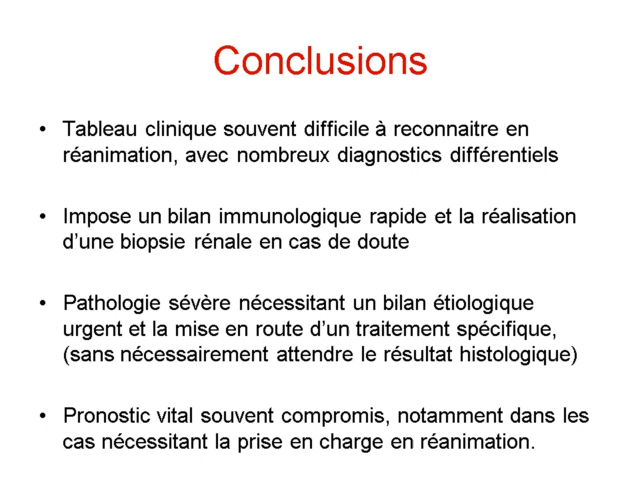 Conclusions
• Tableau clinique souvent difficile à reconnaitre en
réanimation, avec nombreux diagnostics différentiels
• Impose un bilan immunologique rapide et la réalisation
d'une biopsie rénale en cas de doute
• Pathologie sévère nécessitant un bilan étiologique
urgent et la mise en route d'un traitement spécifique,
(sans nécessairement attendre le résultat histologique)
• Pronostic vital souvent compromis, notamment dans les
cas nécessitant la prise en charge en réanimation.